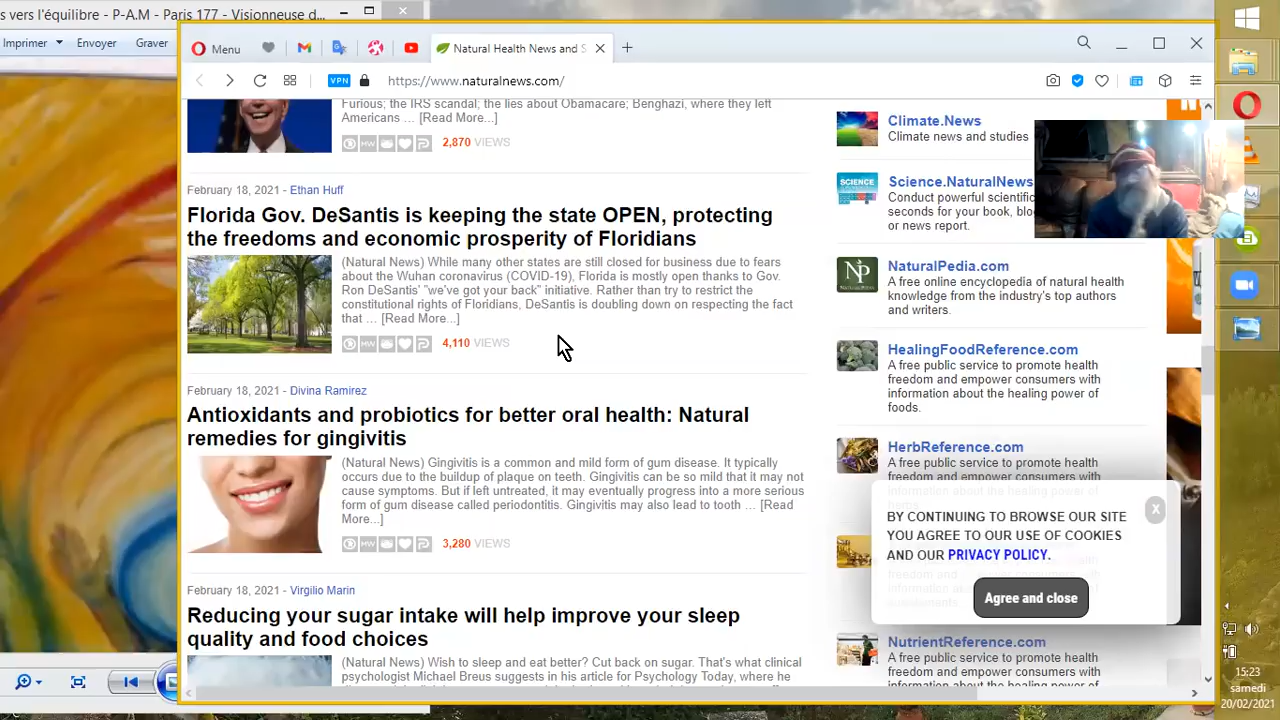 s vers l'équilibre - P-A-M - Paris 177 - Visionneuse d...
Imprimer Envoyer Graver
Menu
Natural Health News and S
VPN https://www.naturalnews.com/
Furious; the IRS scandal; the lies about Obamacare; Benghazi, where they left
Americans ... [Read More...]
2,870 VIEWS
February 18, 2021 - Ethan Huff
Florida Gov. DeSantis is keeping the state OPEN, protecting
the freedoms and economic prosperity of Floridians
(Natural News) While many other states are still closed for business due to fears
about the Wuhan coronavirus (COVID-19), Florida is mostly open thanks to Gov.
Ron DeSantis' "we've got your back" initiative. Rather than try to restrict the
constitutional rights of Floridians, DeSantis is doubling down on respecting the fact
that ... [Read More...]
4,110 VIEWS
February 18, 2021 - Divina Ramirez
Antioxidants and probiotics for better oral health: Natural
remedies for gingivitis
(Natural News) Gingivitis is a common and mild form of gum disease. It typically
occurs due to the buildup of plaque on teeth. Gingivitis can be so mild that it may not
cause symptoms. But if left untreated, it may eventually progress into a more serious
form of gum disease called periodontitis. Gingivitis may also lead to tooth ... [Read
More...]
3,280 VIEWS
February 18, 2021 - Virgilio Marin
Reducing your sugar intake will help improve your sleep
quality and food choices
(Natural News) Wish to sleep and eat better? Cut back on sugar. That's what clinical
psychologist Michael Breus suggests in his article for Psychology Today, where he
Climate.News
Climate news and studies
SCIENCE
Science.NaturalNews
Conduct powerful scientific
seconds for your book, blo
or news report.
NP
NaturalPedia.com
A free online encyclopedia of natural health
knowledge from the industry's top authors
and writers.
HealingFoodReference.com
A free public service to promote health
freedom and empower consumers with
information about the healing power of
foods.
HerbReference.com
A free public service to promote health
freedom and empower consumers with
information about the healing power of
BY CONTINUING TO BROWSE OUR SITE
YOU AGREE TO OUR USE OF COOKIES
AND OUR PRIVACY POLICY.
X
Agree and close
NutrientReference.com
A free public service to promote health
freedom and empower consumers with
15:23
samedi
20/02/2021